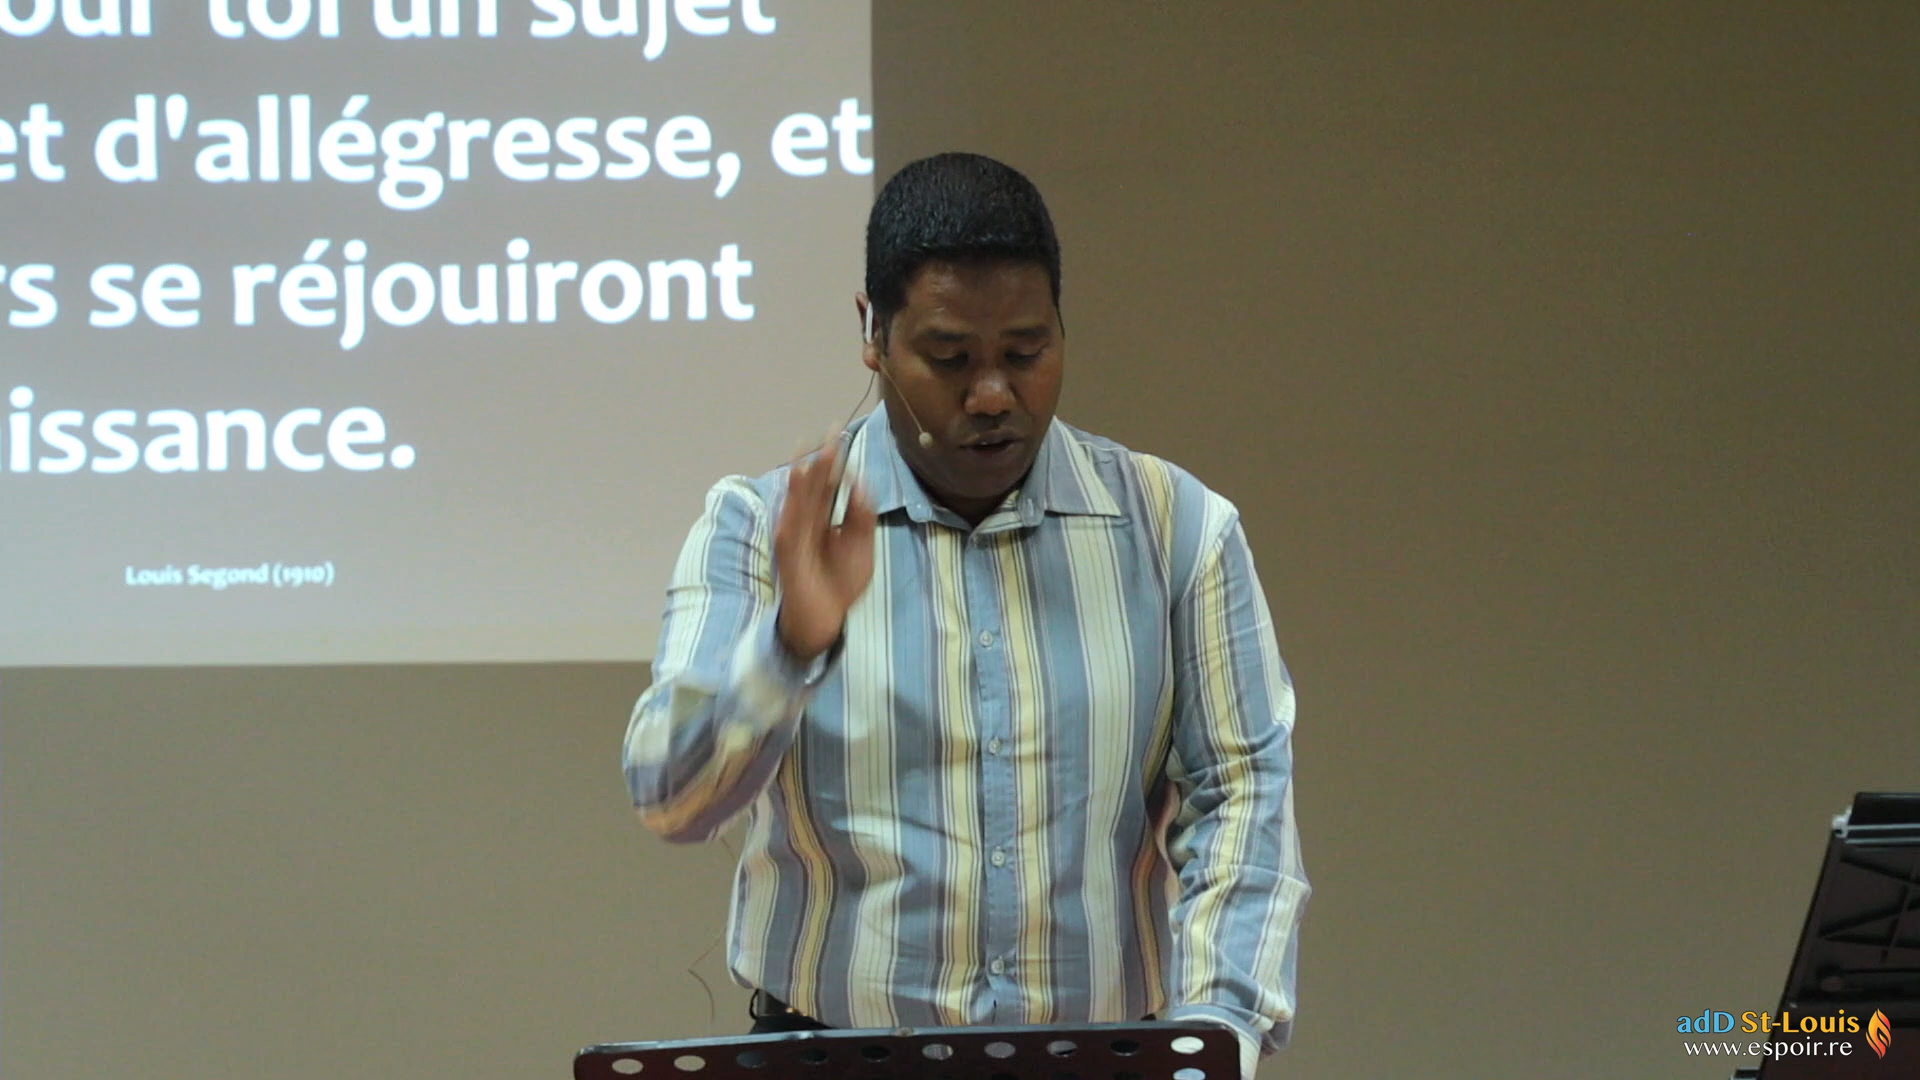 our toi un sujet
et d'allégresse, et
rs se réjouiront
issance.
Louis Segond (1910)
adD St-Louis
www.espoir.re